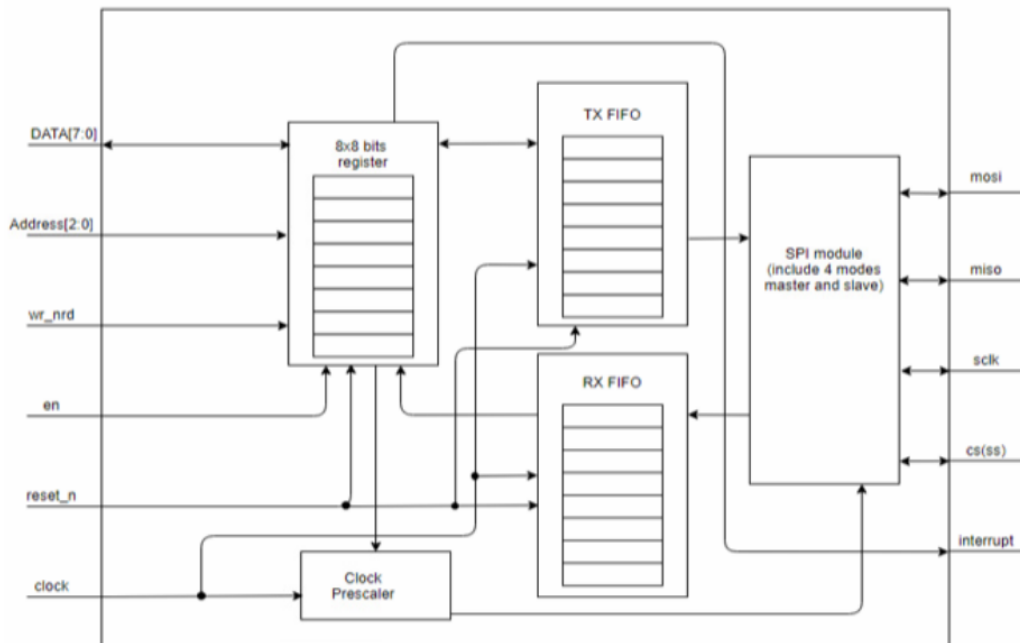 TX FIFO
DATA[7:0]
8x8 bits
register
mosi
Address[2:0]
SPI module
(include 4 modes
master and slave)
miso
wr_nrd
sclk
RX FIFO
en
cs(ss)
reset_n
interrupt
clock
Clock
Prescaler